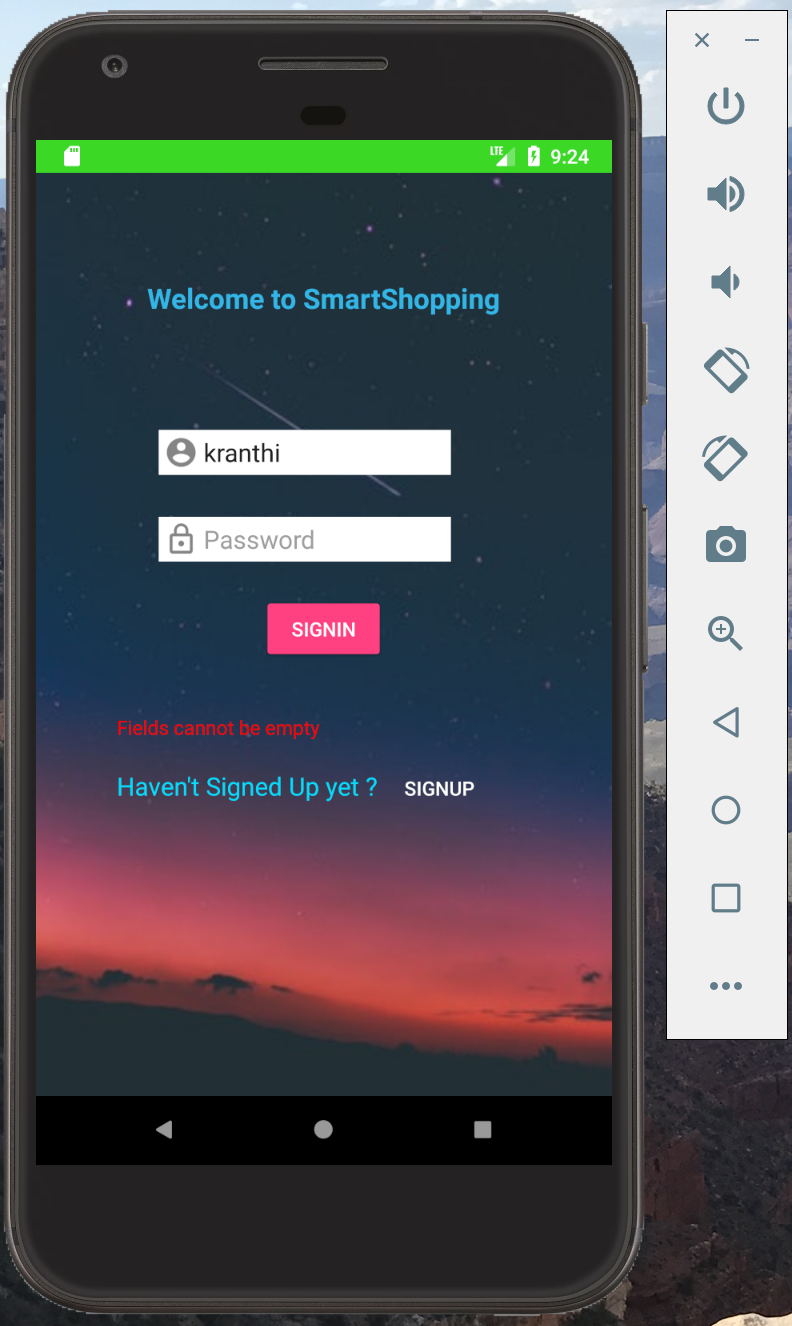 LTE 9:24
Welcome to SmartShopping
kranthi
Password
SIGNIN
Fields cannot be empty
Haven't Signed Up yet ? SIGNUP